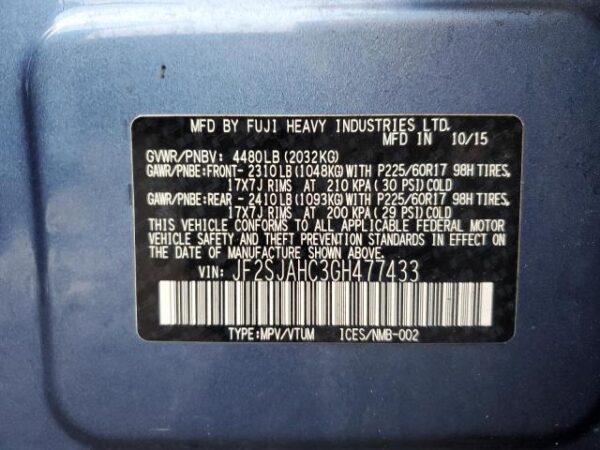 MFD BY FUJI HEAVY INDUSTRIES LTD.
MFD IN 10/15
GVWR/PNBV: 4480LB(2032KG)
GAWR/PNBE:FRONT- 2310LB(1048KG)WITH P225/60R17 98H TIRES,
17X7J RIMS AT 210 KPA(30 PSI)COLD
GAWR/PNBE:REAR - 2410LB(1093KG)WITH P225/60R17 98H TIRES,
17X7J RIMS AT 200 KPA(29 PSI)COLD
THIS VEHICLE CONFORMS TO ALL APPLICABLE FEDERAL MOTOR
VEHICLE SAFETY AND THEFT PREVENTION STANDARDS IN EFFECT ON
THE DATE OF MANUFACTURE SHOWN ABOVE.
VIN: JF2SJAHC3GH477433
TYPE:MPV/VTUM ICES/NMB-002